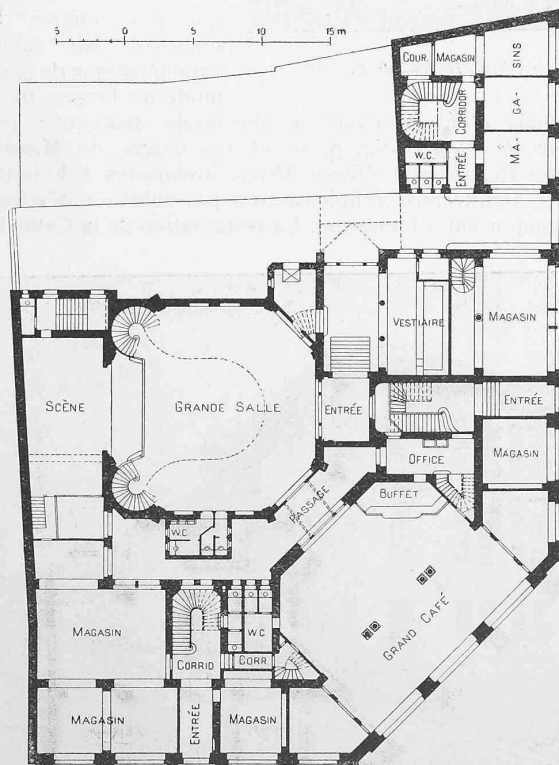 5 0 5 10 15 m
COUR.
MAGASIN
MA-
GA-
SINS
CORRIDOR
W.C.
ENTRÉE
VESTIAIRE
MAGASIN
SCÈNE
GRANDE SALLE
ENTRÉE
ENTRÉE
OFFICE
MAGASIN
BUFFET
PASSAGE
W.C.
GRAND CAFÉ
MAGASIN
W.C.
CORRID
CORR.
MAGASIN
ENTRÉE
MAGASIN